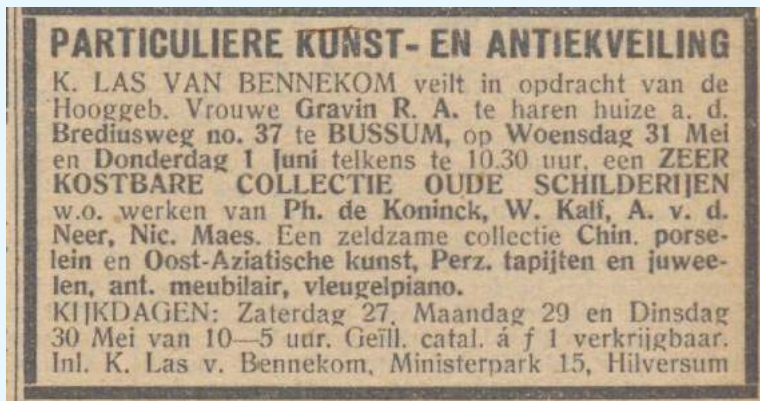 PARTICULIERE KUNST- EN ANTIEKVEILING
K. LAS VAN BENNEKOM veilt in opdracht van de
Hooggeb. Vrouwe Gravin R. A. te haren huize a. d.
Brediusweg no. 37 te BUSSUM, op Woensdag 31 Mei
en Donderdag 1 Juni telkens te 10.30 uur, een ZEER
KOSTBARE COLLECTIE OUDE SCHILDERIJEN
w.o. werken van Ph. de Koninck, W. Kalf, A. v. d.
Neer, Nic. Maes. Een zeldzame collectie Chin. porse-
lein en Oost-Aziatische kunst, Perz. tapijten en juwee-
len, ant. meubilair, vleugelpiano.
KIJKDAGEN: Zaterdag 27, Maandag 29 en Dinsdag
30 Mei van 10—5 uur. Geïll. catal. á f 1 verkrijgbaar.
Inl. K. Las v. Bennekom, Ministerpark 15, Hilversum